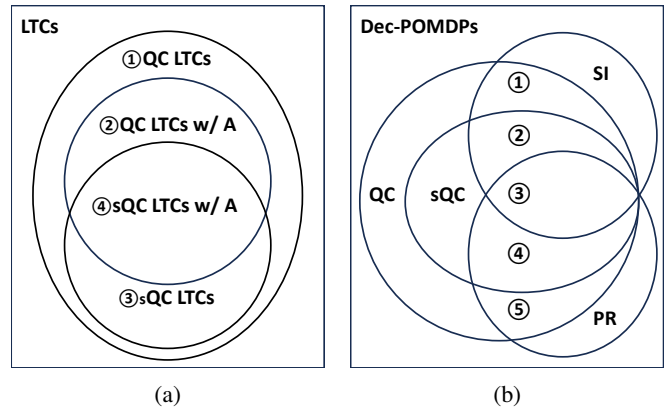 LTCs
①QC LTCs
②QC LTCs w/ A
④sQC LTCs w/ A
③sQC LTCs
(a)
Dec-POMDPs
SI
①
②
QC
sQC
③
④
⑤
PR
(b)